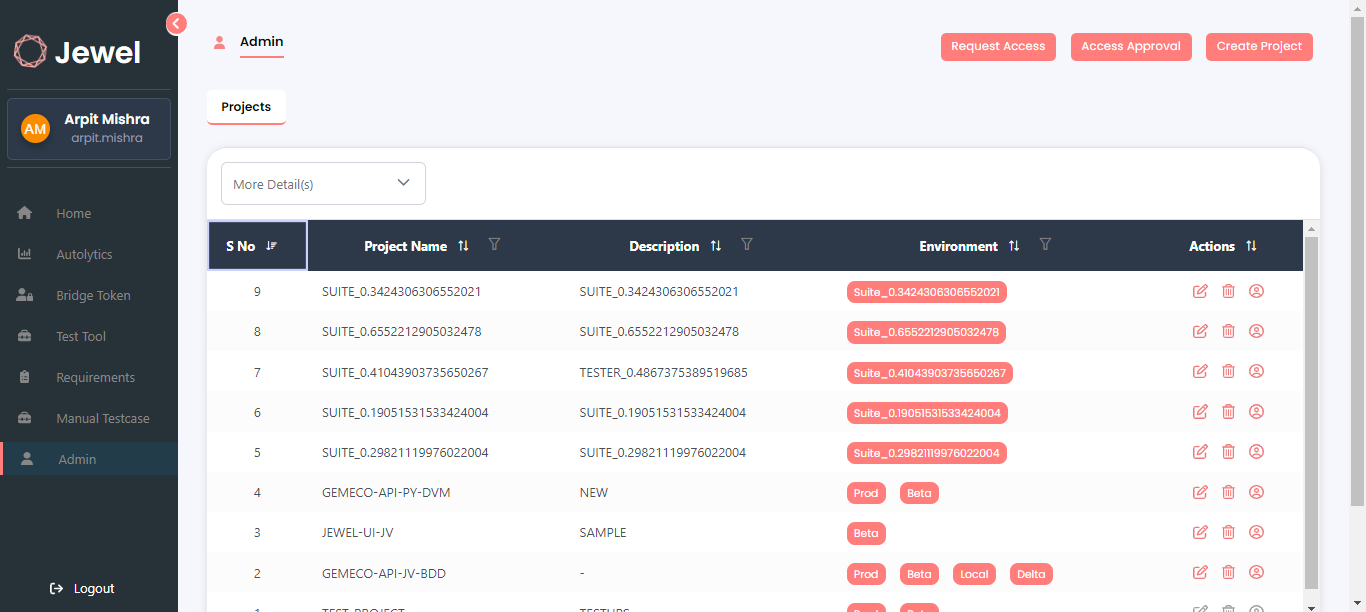 Jewel
AM
Arpit Mishra
arpit.mishra
Home
Autolytics
Bridge Token
Test Tool
Requirements
Manual Testcase
Admin
Logout
Admin
Request Access Access Approval Create Project
Projects
More Detail(s)
S No Project Name Description Environment Actions
9 SUITE_0.3424306306552021 SUITE_0.3424306306552021 Suite_0.3424306306552021
8 SUITE_0.6552212905032478 SUITE_0.6552212905032478 Suite_0.6552212905032478
7 SUITE_0.41043903735650267 TESTER_0.4867375389519685 Suite_0.41043903735650267
6 SUITE_0.19051531533424004 SUITE_0.19051531533424004 Suite_0.19051531533424004
5 SUITE_0.29821119976022004 SUITE_0.29821119976022004 Suite_0.29821119976022004
4 GEMECO-API-PY-DVM NEW Prod Beta
3 JEWEL-UI-JV SAMPLE Beta
2 GEMECO-API-JV-BDD - Prod Beta Local Delta
1 TEST_PROJECT Prod Beta